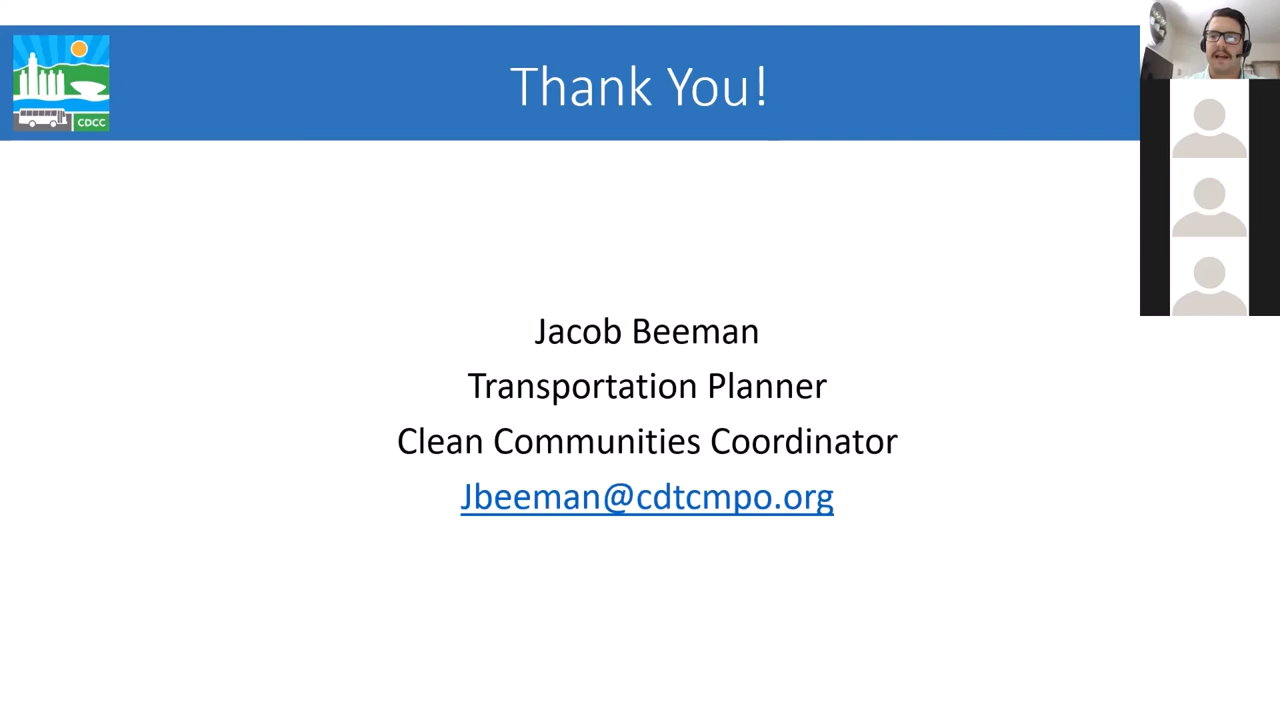 Thank You!
CDCC
Jacob Beeman
Transportation Planner
Clean Communities Coordinator
Jbeeman@cdtcmpo.org